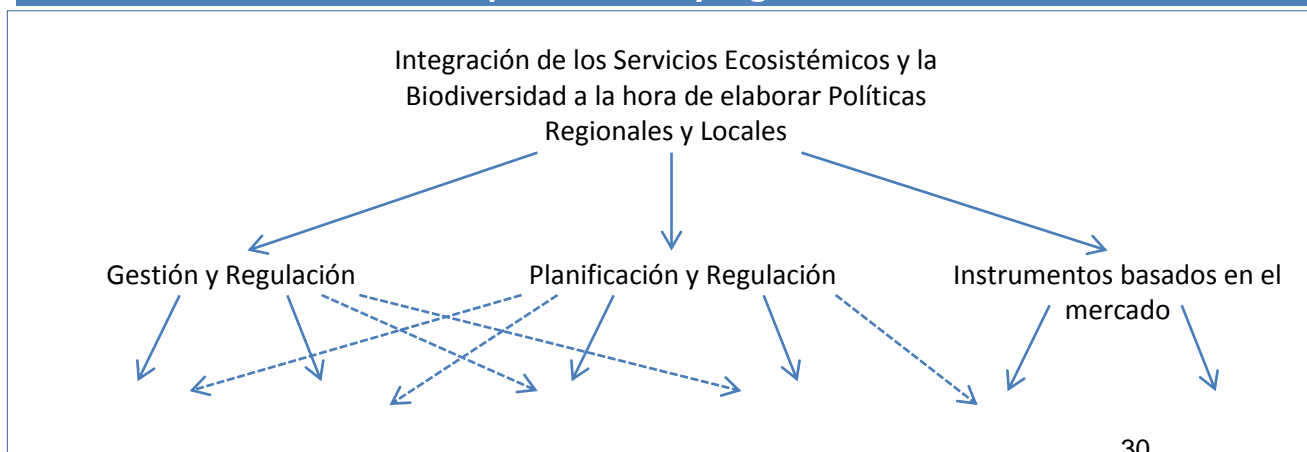 Integración de los Servicios Ecosistémicos y la
Biodiversidad a la hora de elaborar Políticas
Regionales y Locales
Gestión y Regulación
Planificación y Regulación
Instrumentos basados en el
mercado
30